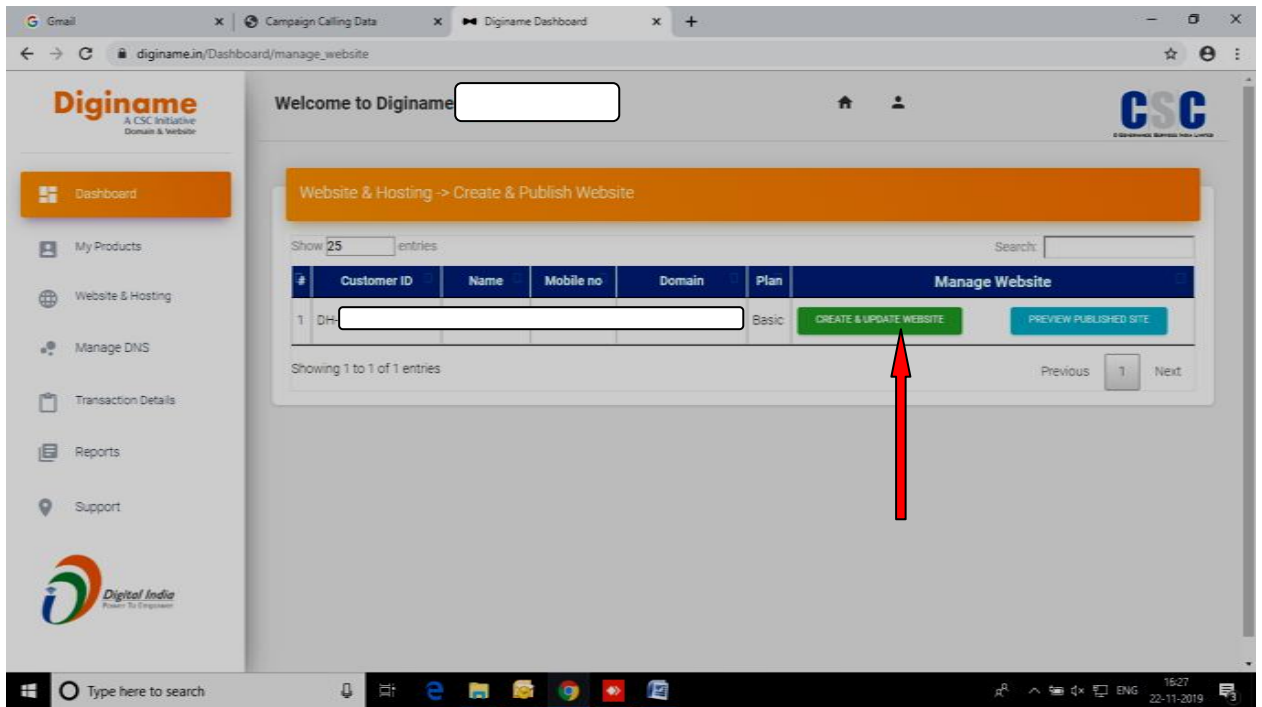 Gmail
Campaign Calling Data
Diginame Dashboard
diginame.in/Dashboard/manage_website
Diginame
A CSC Initiative
Domain & Website
Welcome to Diginame
CSC
Dashboard
My Products
Website & Hosting
Manage DNS
Transaction Details
Reports
Support
Digital India
Power To Empower
Website & Hosting -> Create & Publish Website
Show 25 entries
Search:
# Customer ID Name Mobile no Domain Plan Manage Website
1 DH- Basic CREATE & UPDATE WEBSITE PREVIEW PUBLISHED SITE
Showing 1 to 1 of 1 entries
Previous 1 Next
Type here to search
ENG
16:27
22-11-2019
3